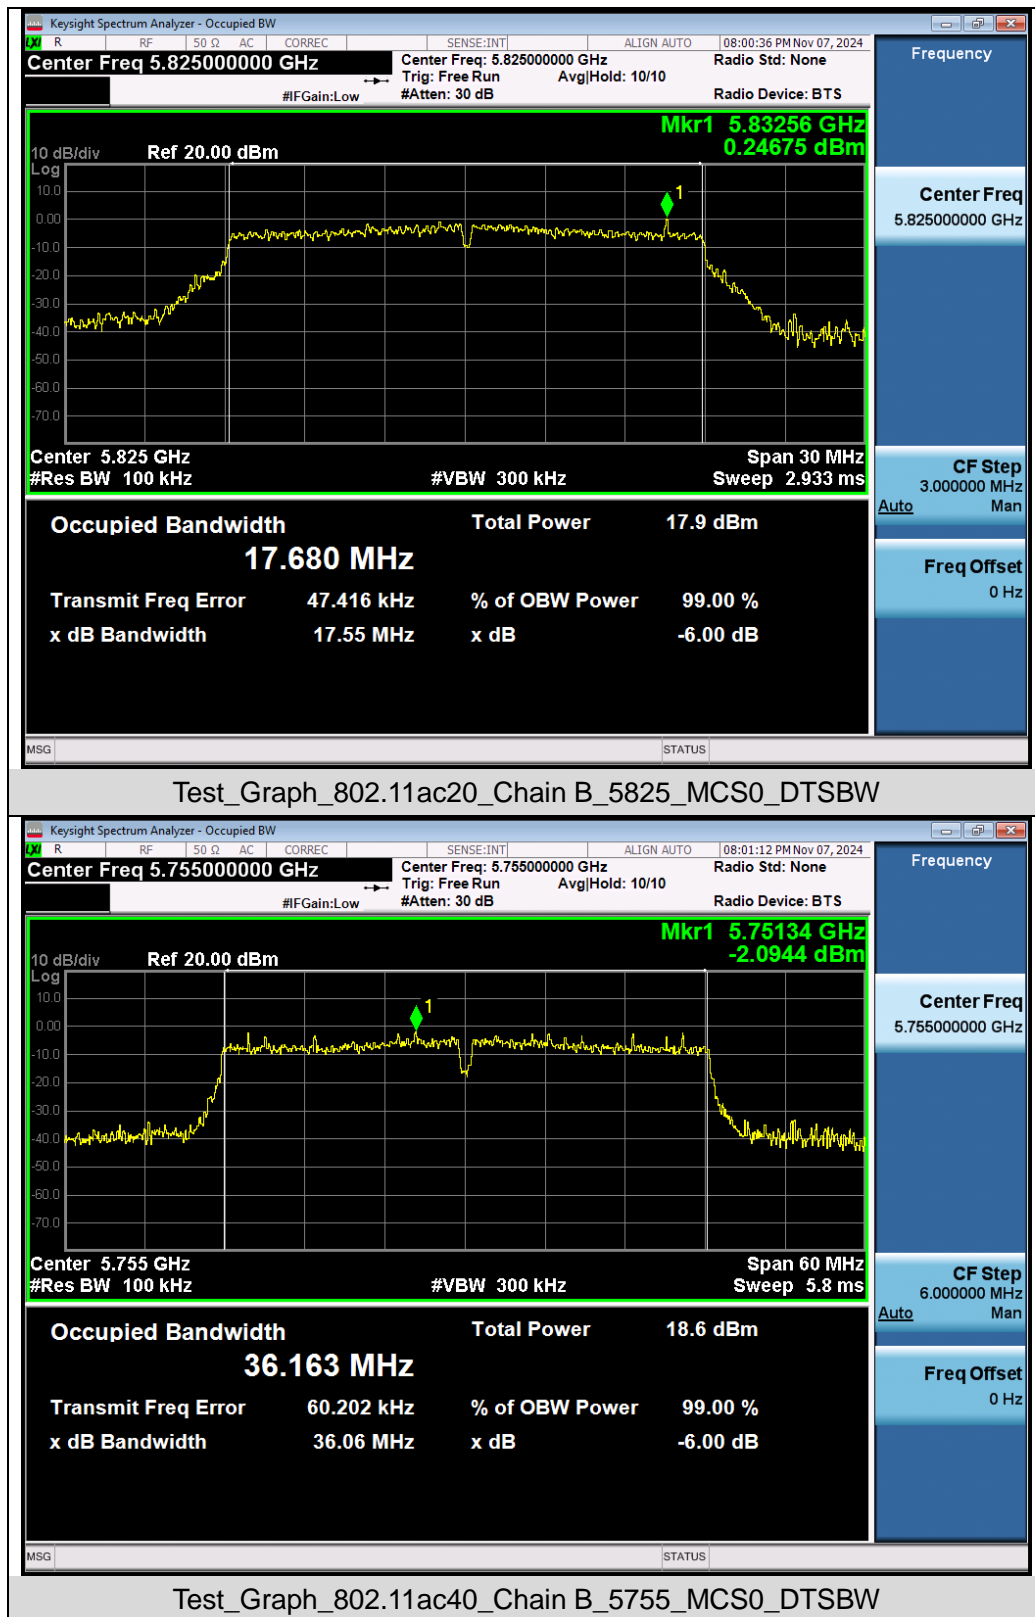 Keysight Spectrum Analyzer - Occupied BW
LXI R RF 50 Ω AC CORREC SENSE:INT ALIGN AUTO 08:00:36 PM Nov 07, 2024
Center Freq 5.825000000 GHz
Center Freq: 5.825000000 GHz
Radio Std: None
Trig: Free Run Avg|Hold: 10/10
#IFGain:Low
#Atten: 30 dB
Radio Device: BTS
Frequency
Mkr1 5.83256 GHz
0.24675 dBm
10 dB/div Ref 20.00 dBm
Log
10.0
0.00
-10.0
-20.0
-30.0
-40.0
-50.0
-60.0
-70.0
1
Center 5.825 GHz Span 30 MHz
#Res BW 100 kHz #VBW 300 kHz Sweep 2.933 ms
Center Freq
5.825000000 GHz
CF Step
3.000000 MHz
Auto Man
Freq Offset
0 Hz
Occupied Bandwidth Total Power 17.9 dBm
17.680 MHz
Transmit Freq Error 47.416 kHz % of OBW Power 99.00 %
x dB Bandwidth 17.55 MHz x dB -6.00 dB
MSG STATUS
Test_Graph_802.11ac20_Chain B_5825_MCS0_DTSBW
Keysight Spectrum Analyzer - Occupied BW
LXI R RF 50 Ω AC CORREC SENSE:INT ALIGN AUTO 08:01:12 PM Nov 07, 2024
Center Freq 5.755000000 GHz
Center Freq: 5.755000000 GHz
Radio Std: None
Trig: Free Run Avg|Hold: 10/10
#IFGain:Low
#Atten: 30 dB
Radio Device: BTS
Frequency
Mkr1 5.75134 GHz
-2.0944 dBm
10 dB/div Ref 20.00 dBm
Log
10.0
0.00
-10.0
-20.0
-30.0
-40.0
-50.0
-60.0
-70.0
1
Center 5.755 GHz Span 60 MHz
#Res BW 100 kHz #VBW 300 kHz Sweep 5.8 ms
Center Freq
5.755000000 GHz
CF Step
6.000000 MHz
Auto Man
Freq Offset
0 Hz
Occupied Bandwidth Total Power 18.6 dBm
36.163 MHz
Transmit Freq Error 60.202 kHz % of OBW Power 99.00 %
x dB Bandwidth 36.06 MHz x dB -6.00 dB
MSG STATUS
Test_Graph_802.11ac40_Chain B_5755_MCS0_DTSBW